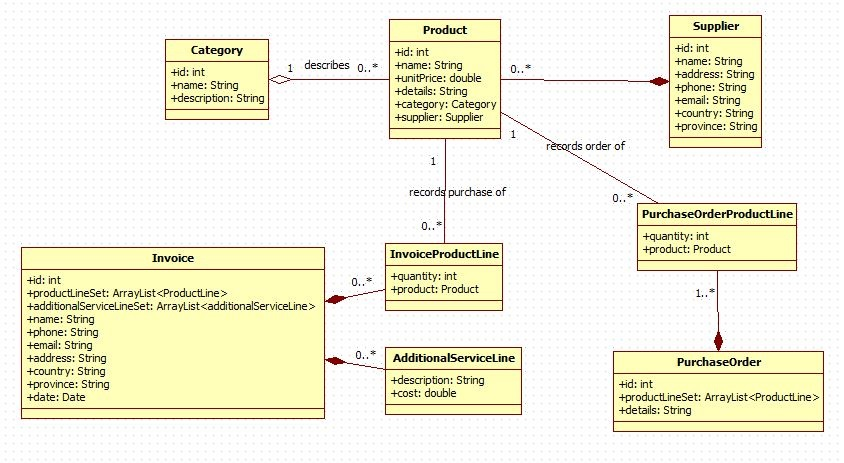 Category
+id: int
+name: String
+description: String
1
describes
0..*
Product
+id: int
+name: String
+unitPrice: double
+details: String
+category: Category
+supplier: Supplier
0..*
Supplier
+id: int
+name: String
+address: String
+phone: String
+email: String
+country: String
+province: String
1
records order of
0..*
1
records purchase of
0..*
PurchaseOrderProductLine
+quantity: int
+product: Product
InvoiceProductLine
+quantity: int
+product: Product
Invoice
+id: int
+productLineSet: ArrayList<ProductLine>
+additionalServiceLineSet: ArrayList<additionalServiceLine>
+name: String
+phone: String
+email: String
+address: String
+country: String
+province: String
+date: Date
0..*
0..*
AdditionalServiceLine
+description: String
+cost: double
1..*
PurchaseOrder
+id: int
+productLineSet: ArrayList<ProductLine>
+details: String